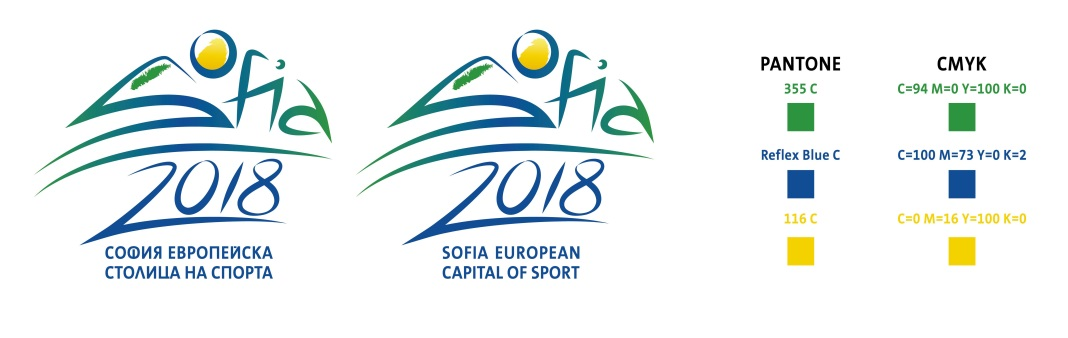 Sofia
2018
СОФИЯ ЕВРОПЕЙСКА
СТОЛИЦА НА СПОРТА
Sofia
2018
SOFIA EUROPEAN
CAPITAL OF SPORT
PANTONE
355 C
Reflex Blue C
116 C
CMYK
C=94 M=0 Y=100 K=0
C=100 M=73 Y=0 K=2
C=0 M=16 Y=100 K=0